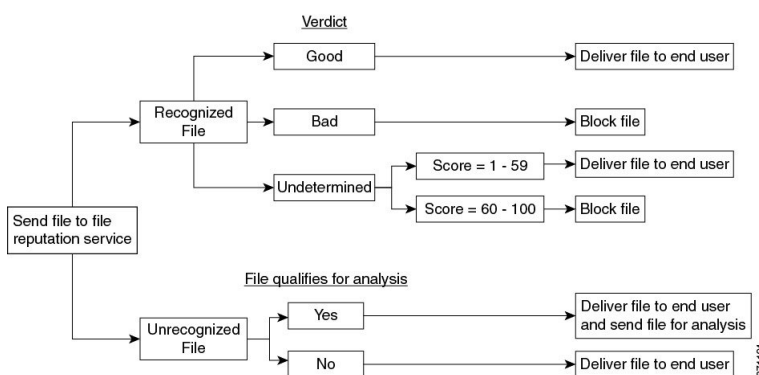 Verdict
Good
Deliver file to end user
Recognized
File
Bad
Block file
Undetermined
Score = 1 - 59
Deliver file to end user
Score = 60 - 100
Block file
Send file to file
reputation service
File qualifies for analysis
Unrecognized
File
Yes
Deliver file to end user
and send file for analysis
No
Deliver file to end user